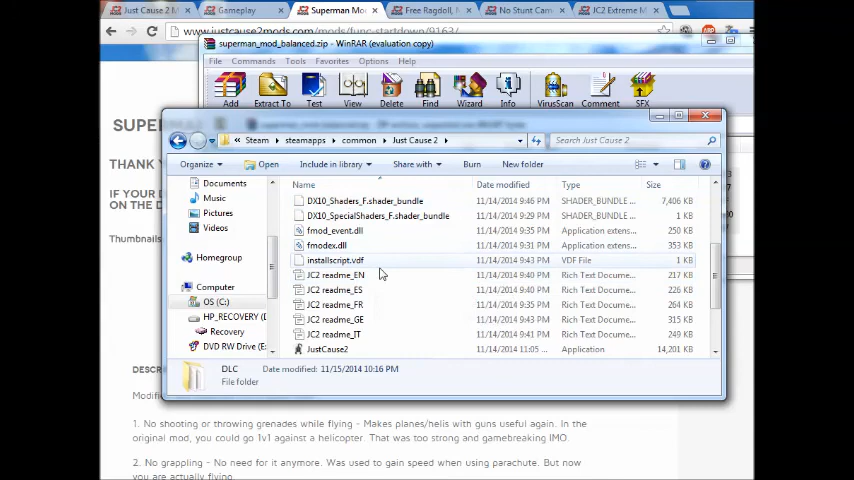 Just Cause 2 M
Gameplay
Superman Mo
Free Ragdoll, M
No Stunt Cam
JC2 Extreme M
www.justcause2mods.com/mods/func-startdown/9163/
superman_mod_balanced.zip - WinRAR (evaluation copy)
File Commands Tools Favorites Options Help
Add Extract To Test View Delete Find Wizard Info VirusScan Comment SFX
« Steam ▸ steamapps ▸ common ▸ Just Cause 2 ▸
Search Just Cause 2
Organize Open Include in library Share with Burn New folder
Documents
Music
Pictures
Videos
Homegroup
Computer
OS (C:)
HP_RECOVERY (D
Recovery
DVD RW Drive (E:
Name Date modified Type Size
DX10_Shaders_F.shader_bundle 11/14/2014 9:46 PM SHADER_BUNDLE ... 7,406 KB
DX10_SpecialShaders_F.shader_bundle 11/14/2014 9:29 PM SHADER_BUNDLE ... 1 KB
fmod_event.dll 11/14/2014 9:35 PM Application extens... 250 KB
fmodex.dll 11/14/2014 9:31 PM Application extens... 353 KB
installscript.vdf 11/14/2014 9:43 PM VDF File 1 KB
JC2 readme_EN 11/14/2014 9:40 PM Rich Text Docume... 217 KB
JC2 readme_ES 11/14/2014 9:40 PM Rich Text Docume... 226 KB
JC2 readme_FR 11/14/2014 9:35 PM Rich Text Docume... 264 KB
JC2 readme_GE 11/14/2014 9:43 PM Rich Text Docume... 315 KB
JC2 readme_IT 11/14/2014 9:41 PM Rich Text Docume... 249 KB
JustCause2 11/14/2014 11:05 ... Application 14,201 KB
DLC Date modified: 11/15/2014 10:16 PM
File folder
SUPERM
THANK Y
IF YOUR D
ON THE D
Thumbnails
DESCR
Modifi
1. No shooting or throwing grenades while flying - Makes planes/helis with guns useful again. In the
original mod, you could go 1v1 against a helicopter. That was too strong and gamebreaking IMO.
2. No grappling - No need for it anymore. Was used to gain speed when using parachute. But now
you are actually flying.